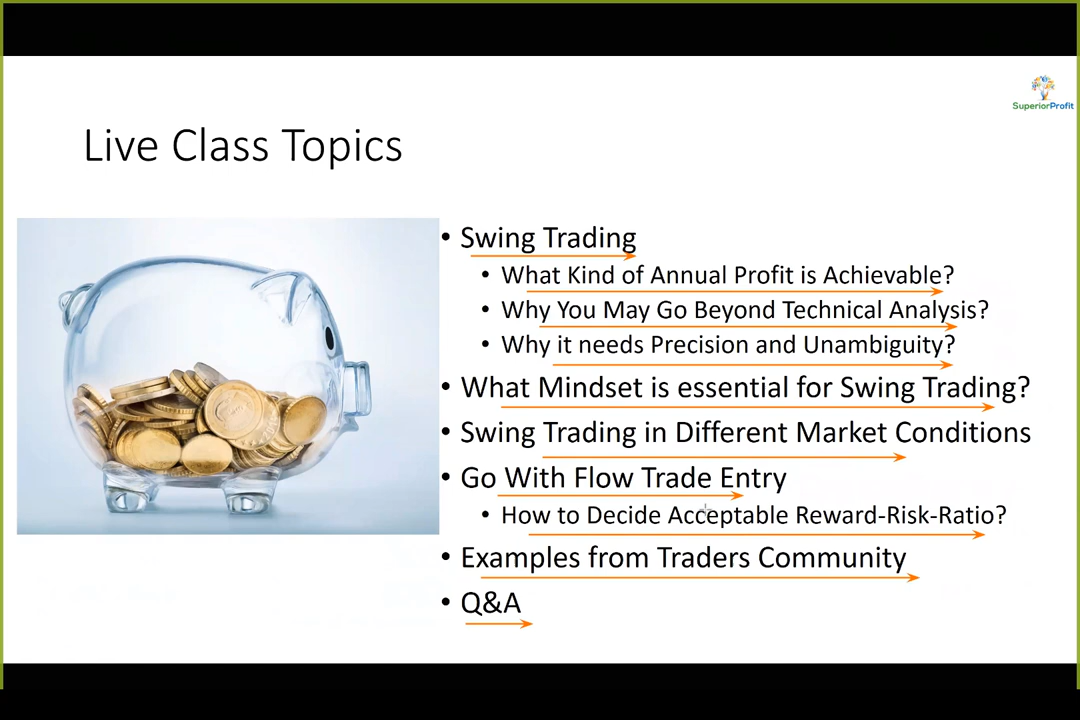 SuperiorProfit
Live Class Topics
• Swing Trading
• What Kind of Annual Profit is Achievable?
• Why You May Go Beyond Technical Analysis?
• Why it needs Precision and Unambiguity?
• What Mindset is essential for Swing Trading?
• Swing Trading in Different Market Conditions
• Go With Flow Trade Entry
• How to Decide Acceptable Reward-Risk-Ratio?
• Examples from Traders Community
• Q&A